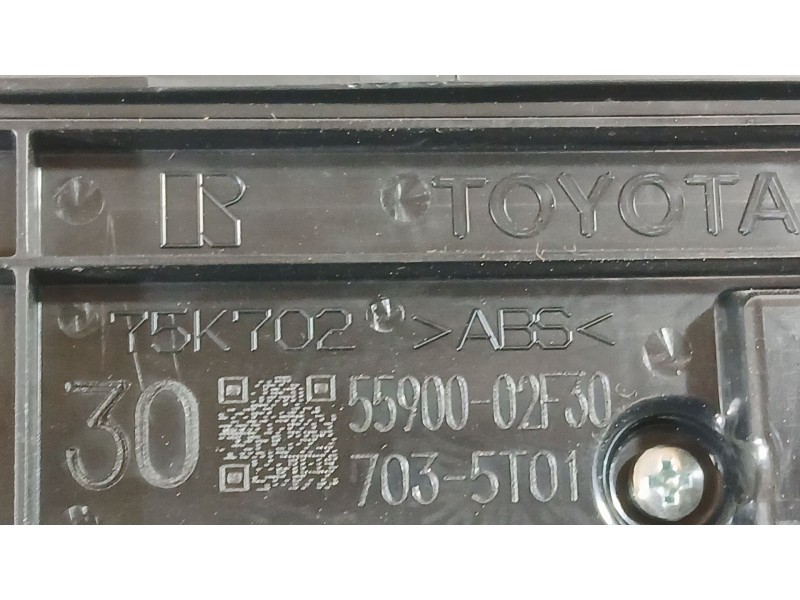 R TOYOTA
75K702 >ABS<
30
55900-02F30
703-5T01